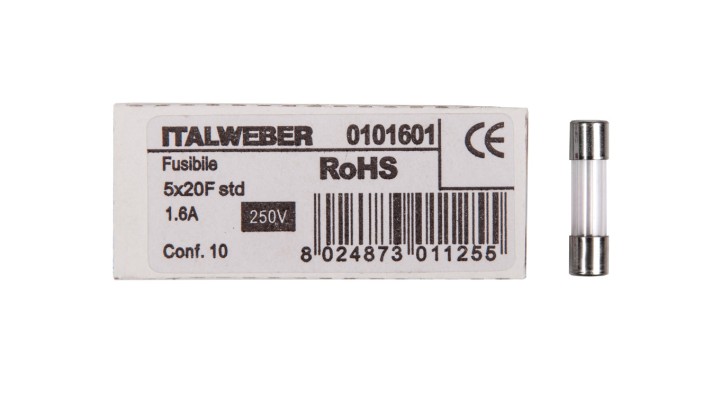 ITALWEBER 0101601 CE
Fusibile RoHS
5x20F std
1.6A 250V
Conf. 10 8 024873 011255